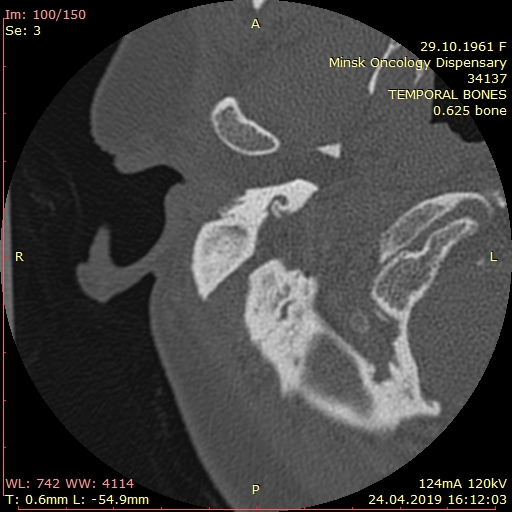 Im: 100/150
Se: 3
A
29.10.1961 F
Minsk Oncology Dispensary
34137
TEMPORAL BONES
0.625 bone
R
L
WL: 742 WW: 4114
T: 0.6mm L: -54.9mm
P
124mA 120kV
24.04.2019 16:12:03